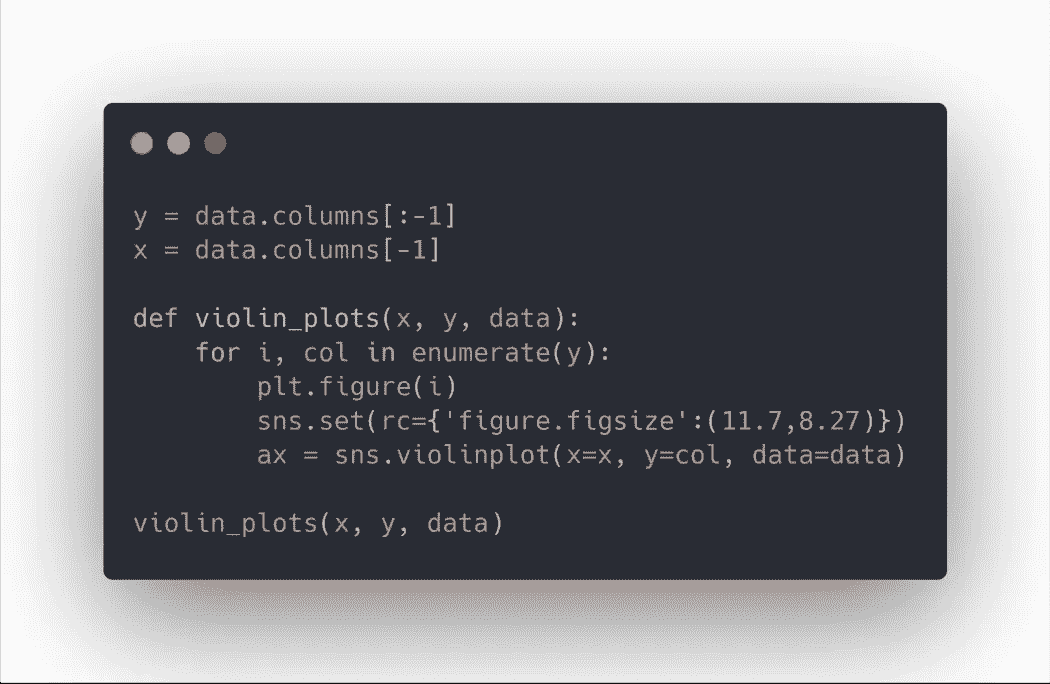 y = data.columns[:-1]
x = data.columns[-1]

def violin_plots(x, y, data):
    for i, col in enumerate(y):
        plt.figure(i)
        sns.set(rc={'figure.figsize':(11.7,8.27)})
        ax = sns.violinplot(x=x, y=col, data=data)

violin_plots(x, y, data)